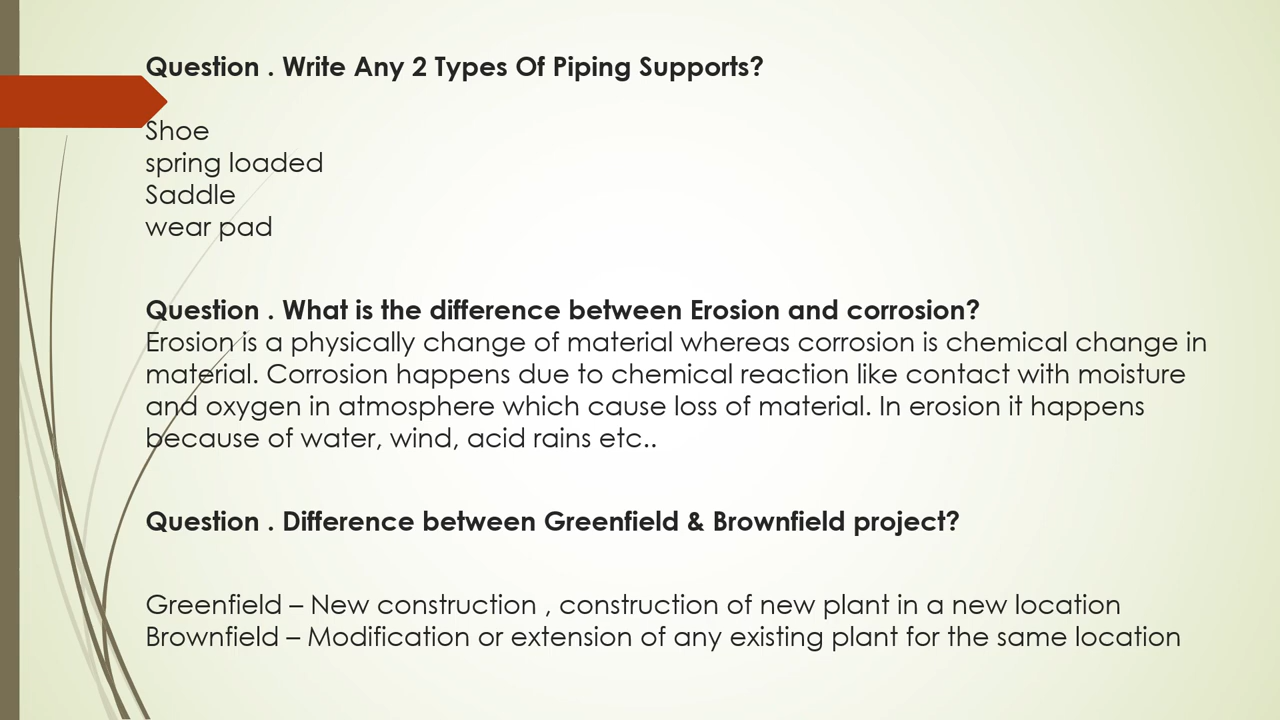 Question . Write Any 2 Types Of Piping Supports?
Shoe
spring loaded
Saddle
wear pad
Question . What is the difference between Erosion and corrosion?
Erosion is a physically change of material whereas corrosion is chemical change in
material. Corrosion happens due to chemical reaction like contact with moisture
and oxygen in atmosphere which cause loss of material. In erosion it happens
because of water, wind, acid rains etc..
Question . Difference between Greenfield & Brownfield project?
Greenfield – New construction , construction of new plant in a new location
Brownfield – Modification or extension of any existing plant for the same location